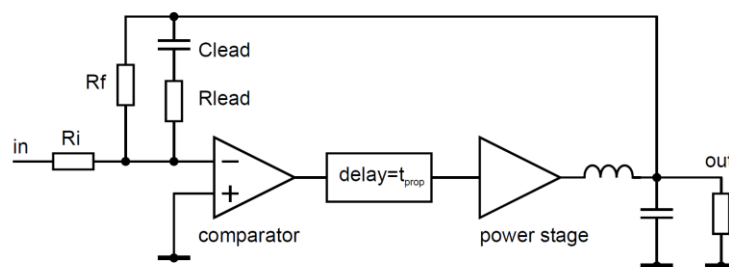 Clead
Rf
Rlead
in
Ri
−
+
delay=tprop
out
comparator
power stage